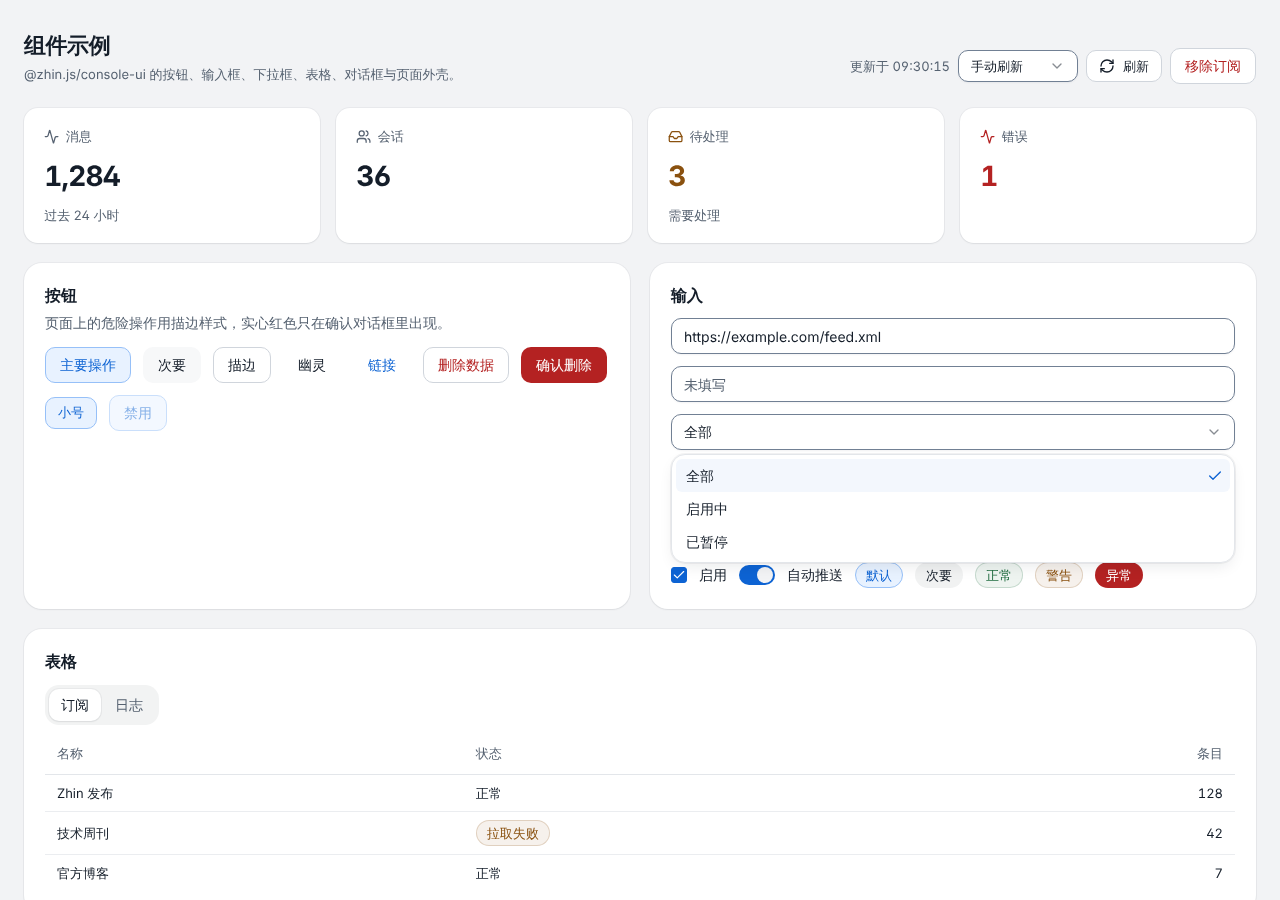 组件示例
@zhin.js/console-ui 的按钮、输入框、下拉框、表格、对话框与页面外壳。
更新于 09:30:15
手动刷新
刷新
移除订阅
消息
1,284
过去 24 小时
会话
36
待处理
3
需要处理
错误
1
按钮
页面上的危险操作用描边样式，实心红色只在确认对话框里出现。
主要操作 次要 描边 幽灵 链接 删除数据 确认删除
小号 禁用
输入
https://example.com/feed.xml
未填写
全部
全部
启用中
已暂停
启用 自动推送 默认 次要 正常 警告 异常
表格
订阅 日志
名称 状态 条目
Zhin 发布 正常 128
技术周刊 拉取失败 42
官方博客 正常 7